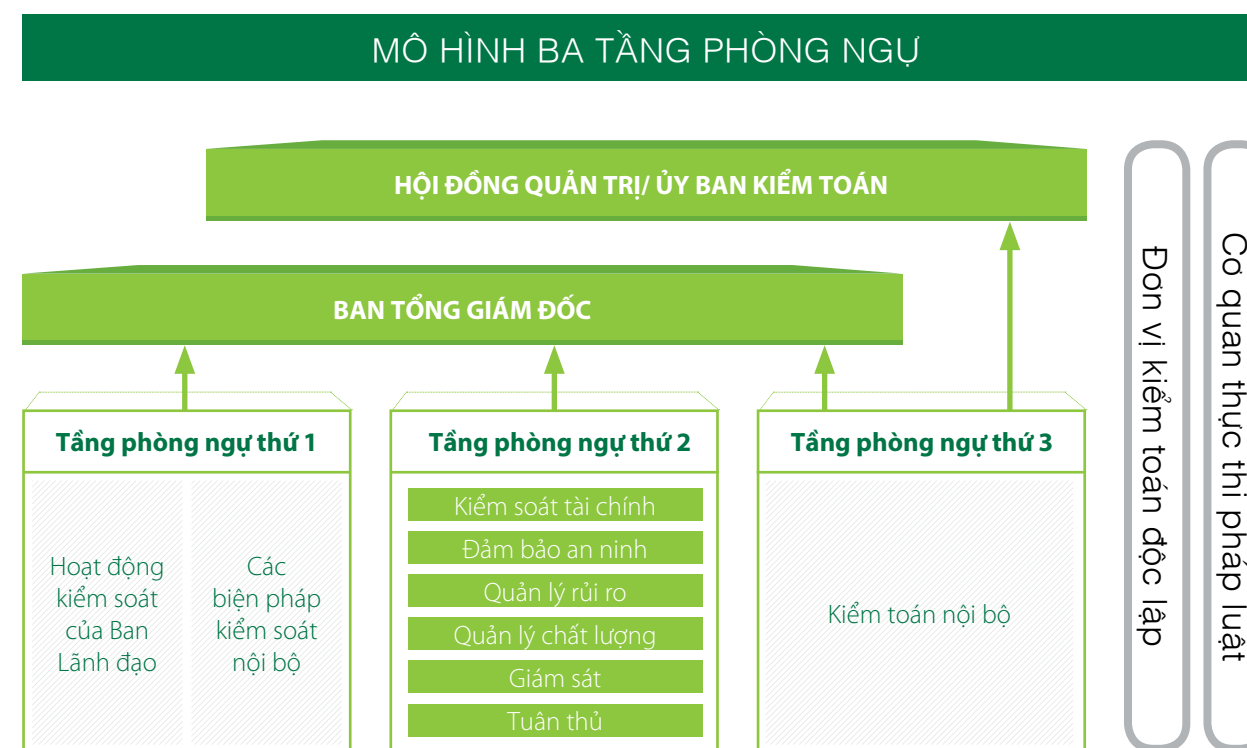 MÔ HÌNH BA TẦNG PHÒNG NGỰ
HỘI ĐỒNG QUẢN TRỊ/ ỦY BAN KIỂM TOÁN
BAN TỔNG GIÁM ĐỐC
Tầng phòng ngự thứ 1
Hoạt động
kiểm soát
của Ban
Lãnh đạo
Các
biện pháp
kiểm soát
nội bộ
Tầng phòng ngự thứ 2
Kiểm soát tài chính
Đảm bảo an ninh
Quản lý rủi ro
Quản lý chất lượng
Giám sát
Tuân thủ
Tầng phòng ngự thứ 3
Kiểm toán nội bộ
Đơn vị kiểm toán độc lập
Cơ quan thực thi pháp luật